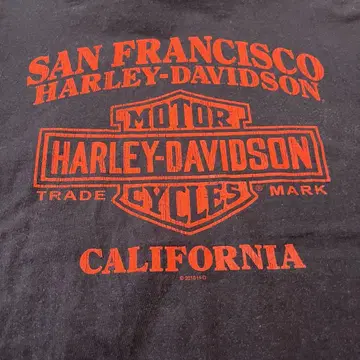 SAN FRANCISCO
HARLEY-DAVIDSON
MOTOR
HARLEY-DAVIDSON
TRADE MARK
CYCLES ®
CALIFORNIA